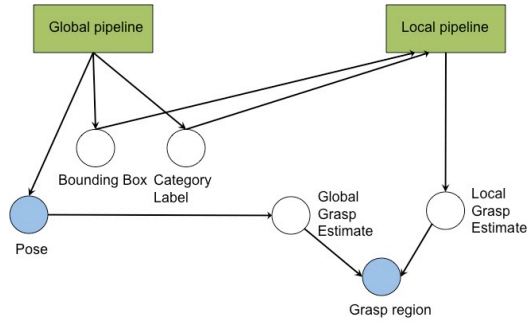 Global pipeline
Local pipeline
Bounding Box
Category
Label
Global
Grasp
Estimate
Local
Grasp
Estimate
Pose
Grasp region